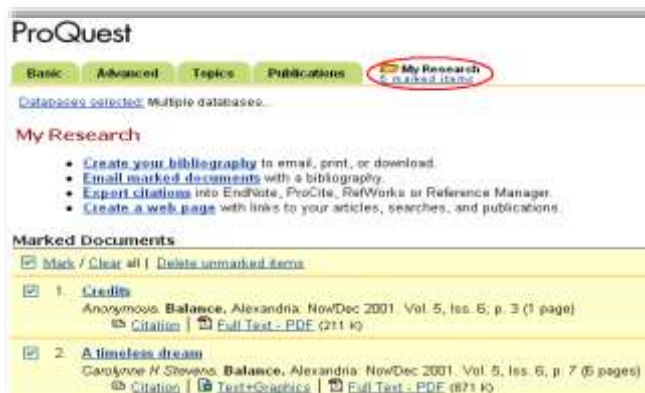 ProQuest
Basic Advanced Topics Publications My Research
5 marked items
Databases selected: Multiple databases...
My Research
• Create your bibliography to email, print, or download.
• Email marked documents with a bibliography.
• Export citations into EndNote, ProCite, RefWorks or Reference Manager.
• Create a web page with links to your articles, searches, and publications.
Marked Documents
Mark / Clear all | Delete unmarked items
1. Credits
Anonymous. Balance. Alexandria: Nov/Dec 2001. Vol. 5, Iss. 6; p. 3 (1 page)
Citation | Full Text - PDF (211 K)
2. A timeless dream
Carolynne H Stevens. Balance. Alexandria: Nov/Dec 2001. Vol. 5, Iss. 6; p. 7 (6 pages)
Citation | Text+Graphics | Full Text - PDF (871 K)